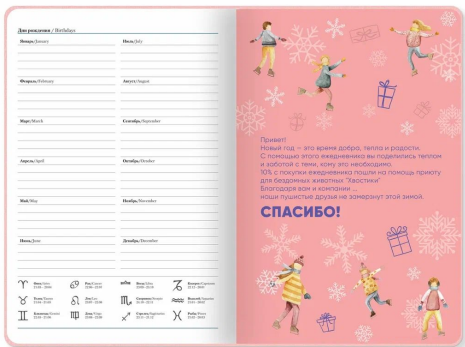 Дни рождения / Birthdays
Январь/January
Июль/July
Февраль/February
Август/August
Март/March
Сентябрь/September
Апрель/April
Октябрь/October
Май/May
Ноябрь/November
Июнь/June
Декабрь/December
Привет!
Новый год — это время добра, тепла и радости.
С помощью этого ежедневника вы поделились теплом
и заботой с теми, кому это необходимо.
10% с покупки ежедневника пошли на помощь приюту
для бездомных животных "Хвостики"
Благодаря вам и компании __
наши пушистые друзья не замерзнут этой зимой.
СПАСИБО!